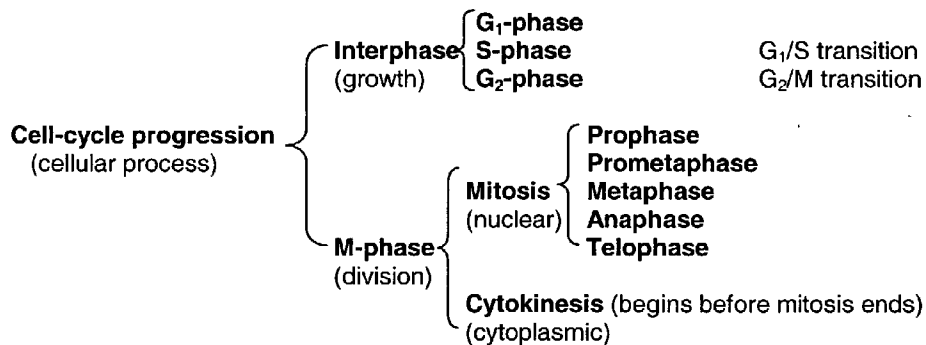 G₁-phase
Interphase S-phase G₁/S transition
(growth) G₂-phase G₂/M transition
Cell-cycle progression Prophase
(cellular process) Prometaphase
Mitosis Metaphase
(nuclear) Anaphase
M-phase Telophase
(division)
Cytokinesis (begins before mitosis ends)
(cytoplasmic)